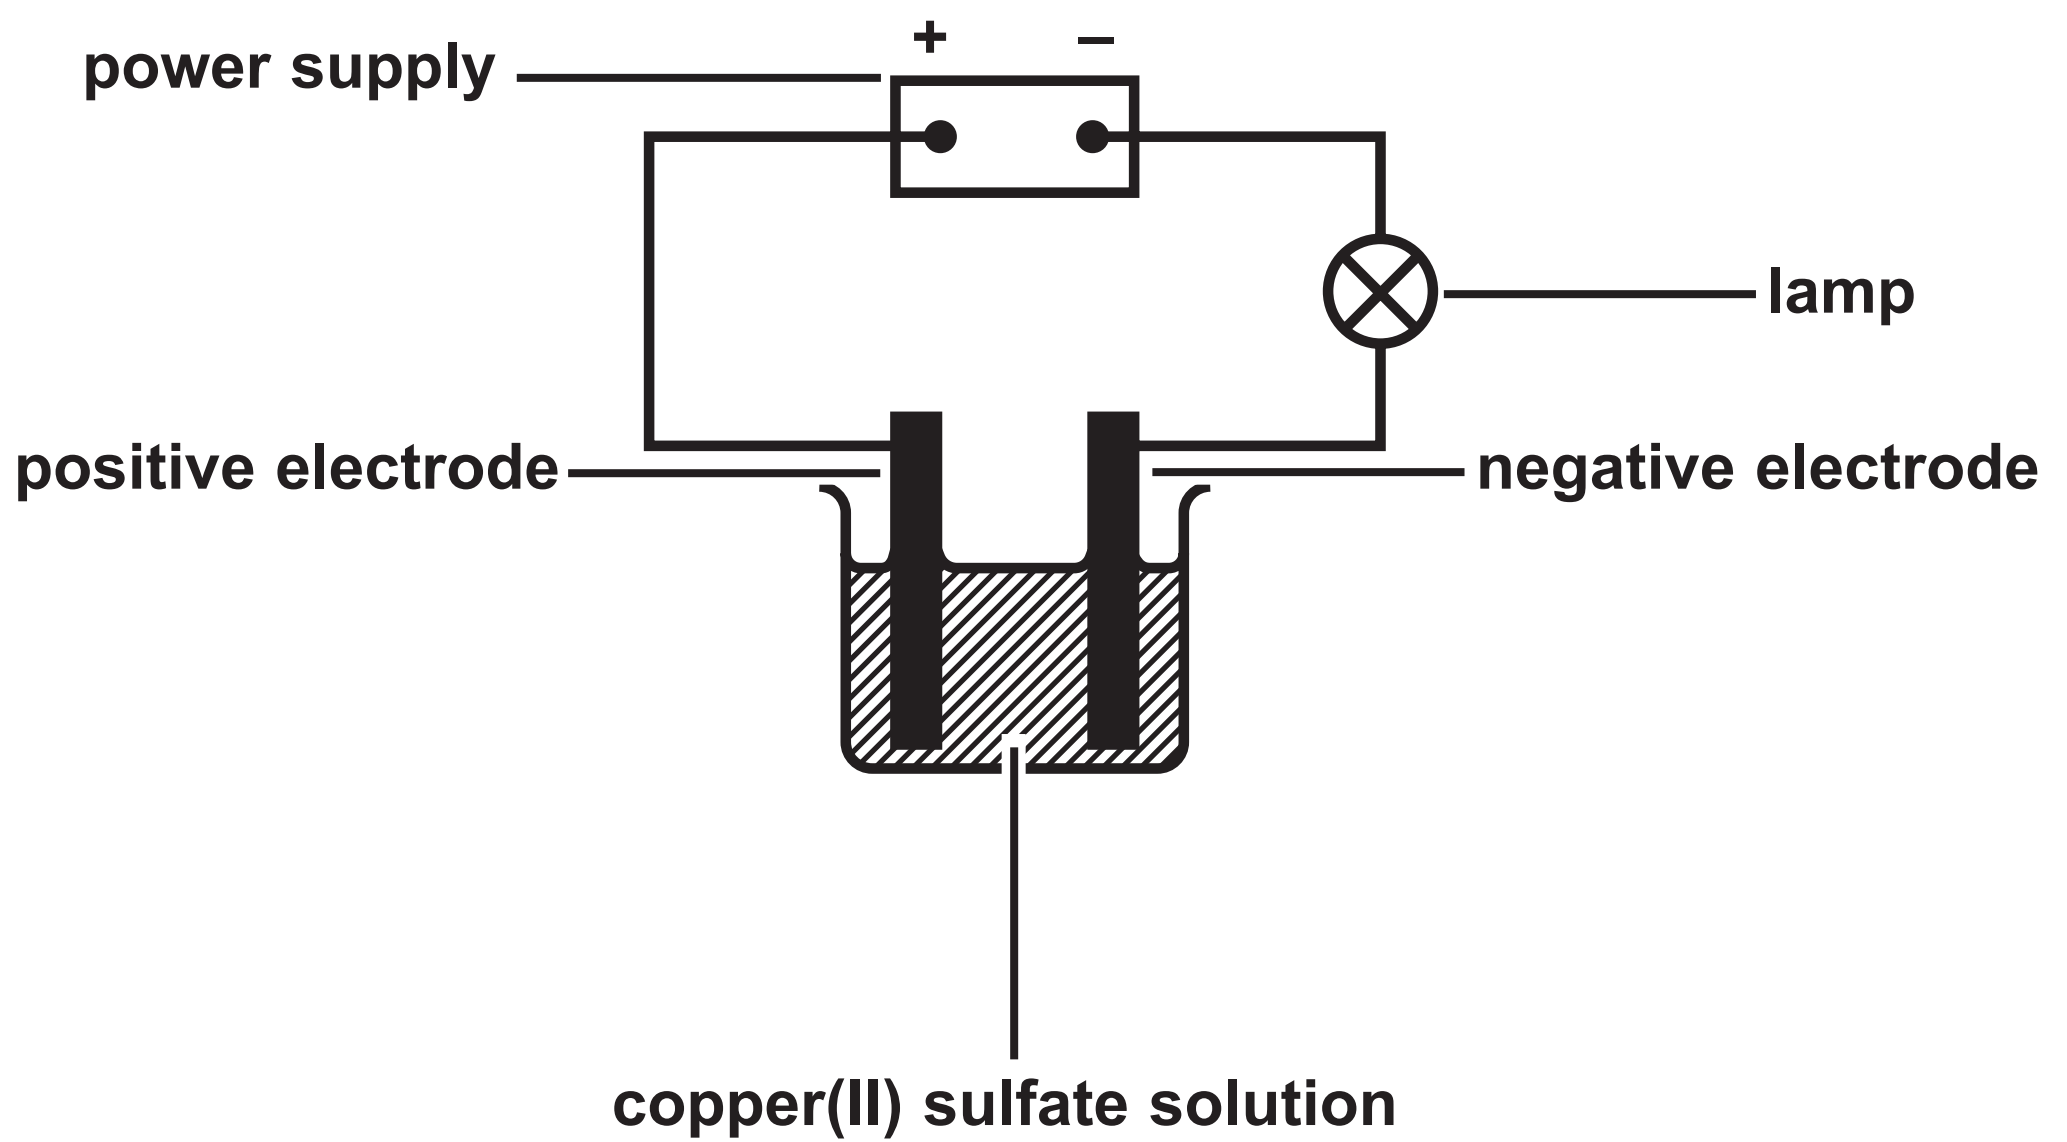 + –
power supply
lamp
positive electrode
negative electrode
copper(II) sulfate solution